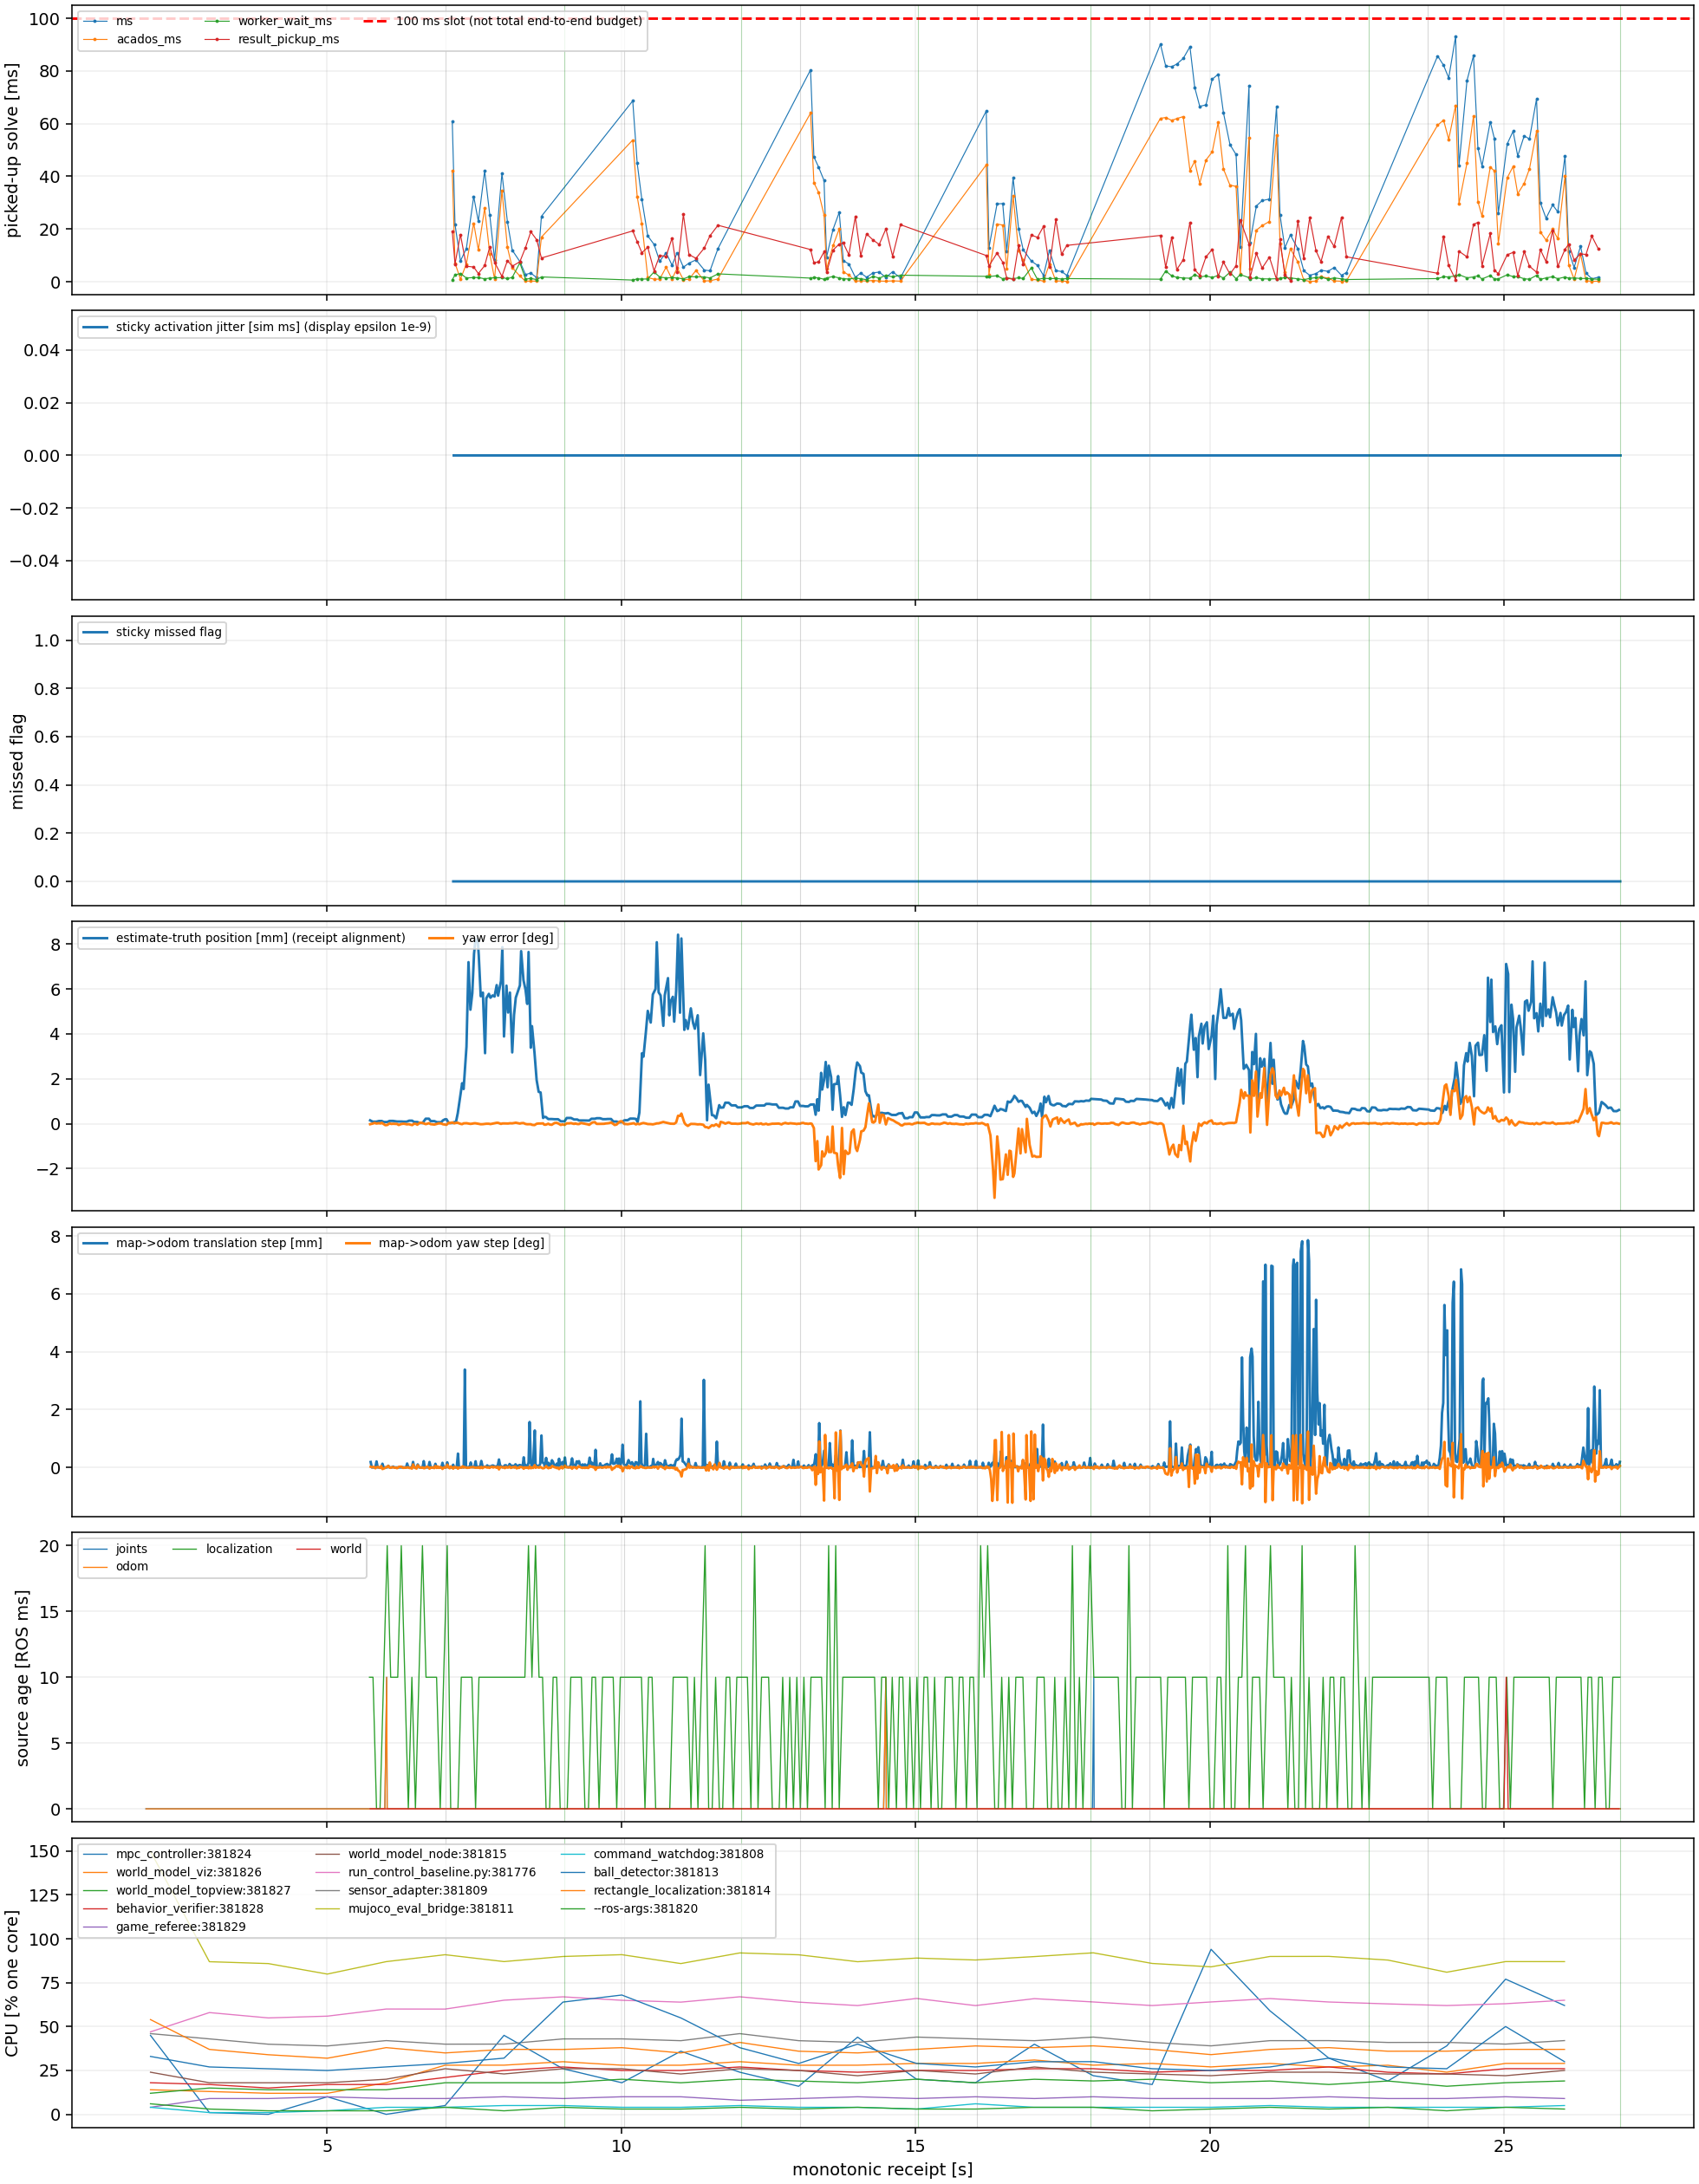 100
80
60
40
20
0
picked-up solve [ms]
ms
acados_ms
worker_wait_ms
result_pickup_ms
100 ms slot (not total end-to-end budget)
0.04
0.02
0.00
−0.02
−0.04
sticky activation jitter [sim ms] (display epsilon 1e-9)
1.0
0.8
0.6
0.4
0.2
0.0
missed flag
sticky missed flag
8
6
4
2
0
−2
estimate-truth position [mm] (receipt alignment)
yaw error [deg]
8
6
4
2
0
map->odom translation step [mm]
map->odom yaw step [deg]
20
15
10
5
0
source age [ROS ms]
joints
odom
localization
world
150
125
100
75
50
25
0
CPU [% one core]
mpc_controller:381824
world_model_viz:381826
world_model_topview:381827
behavior_verifier:381828
game_referee:381829
world_model_node:381815
run_control_baseline.py:381776
sensor_adapter:381809
mujoco_eval_bridge:381811
command_watchdog:381808
ball_detector:381813
rectangle_localization:381814
--ros-args:381820
5
10
15
20
25
monotonic receipt [s]